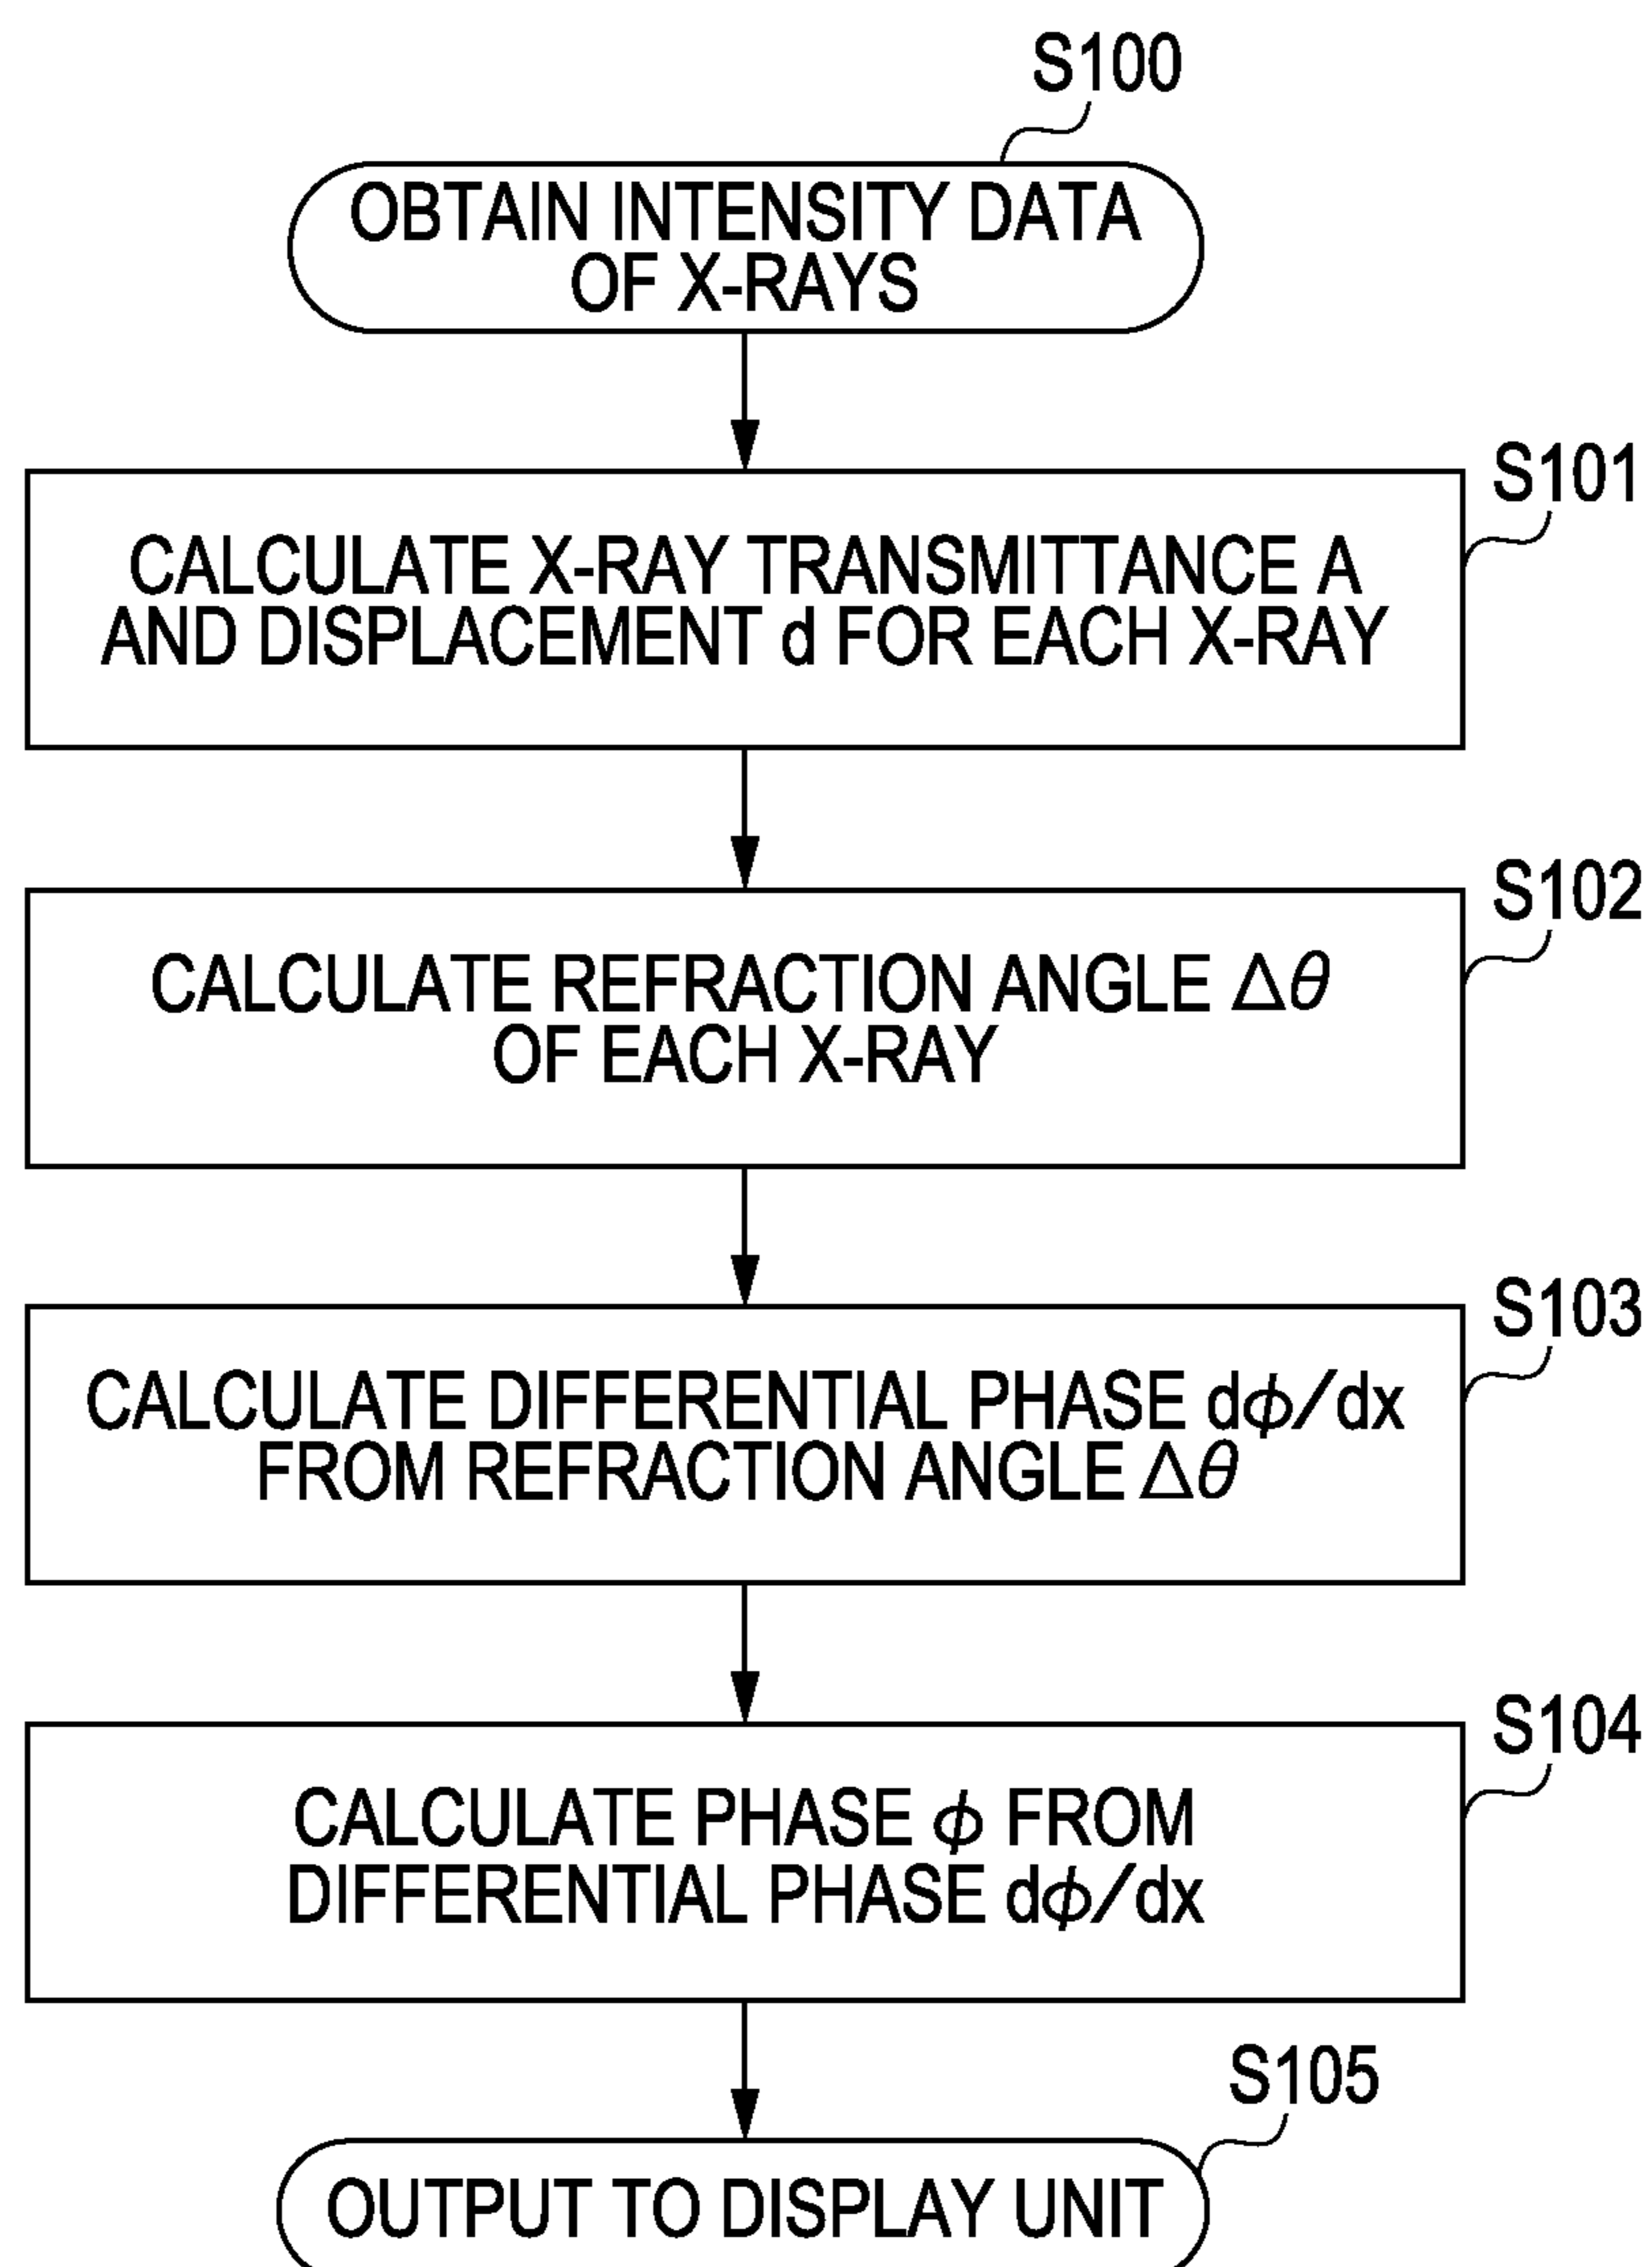 S100
OBTAIN INTENSITY DATA
OF X-RAYS
S101
CALCULATE X-RAY TRANSMITTANCE A
AND DISPLACEMENT d FOR EACH X-RAY
S102
CALCULATE REFRACTION ANGLE Δθ
OF EACH X-RAY
S103
CALCULATE DIFFERENTIAL PHASE dϕ/dx
FROM REFRACTION ANGLE Δθ
S104
CALCULATE PHASE ϕ FROM
DIFFERENTIAL PHASE dϕ/dx
S105
OUTPUT TO DISPLAY UNIT